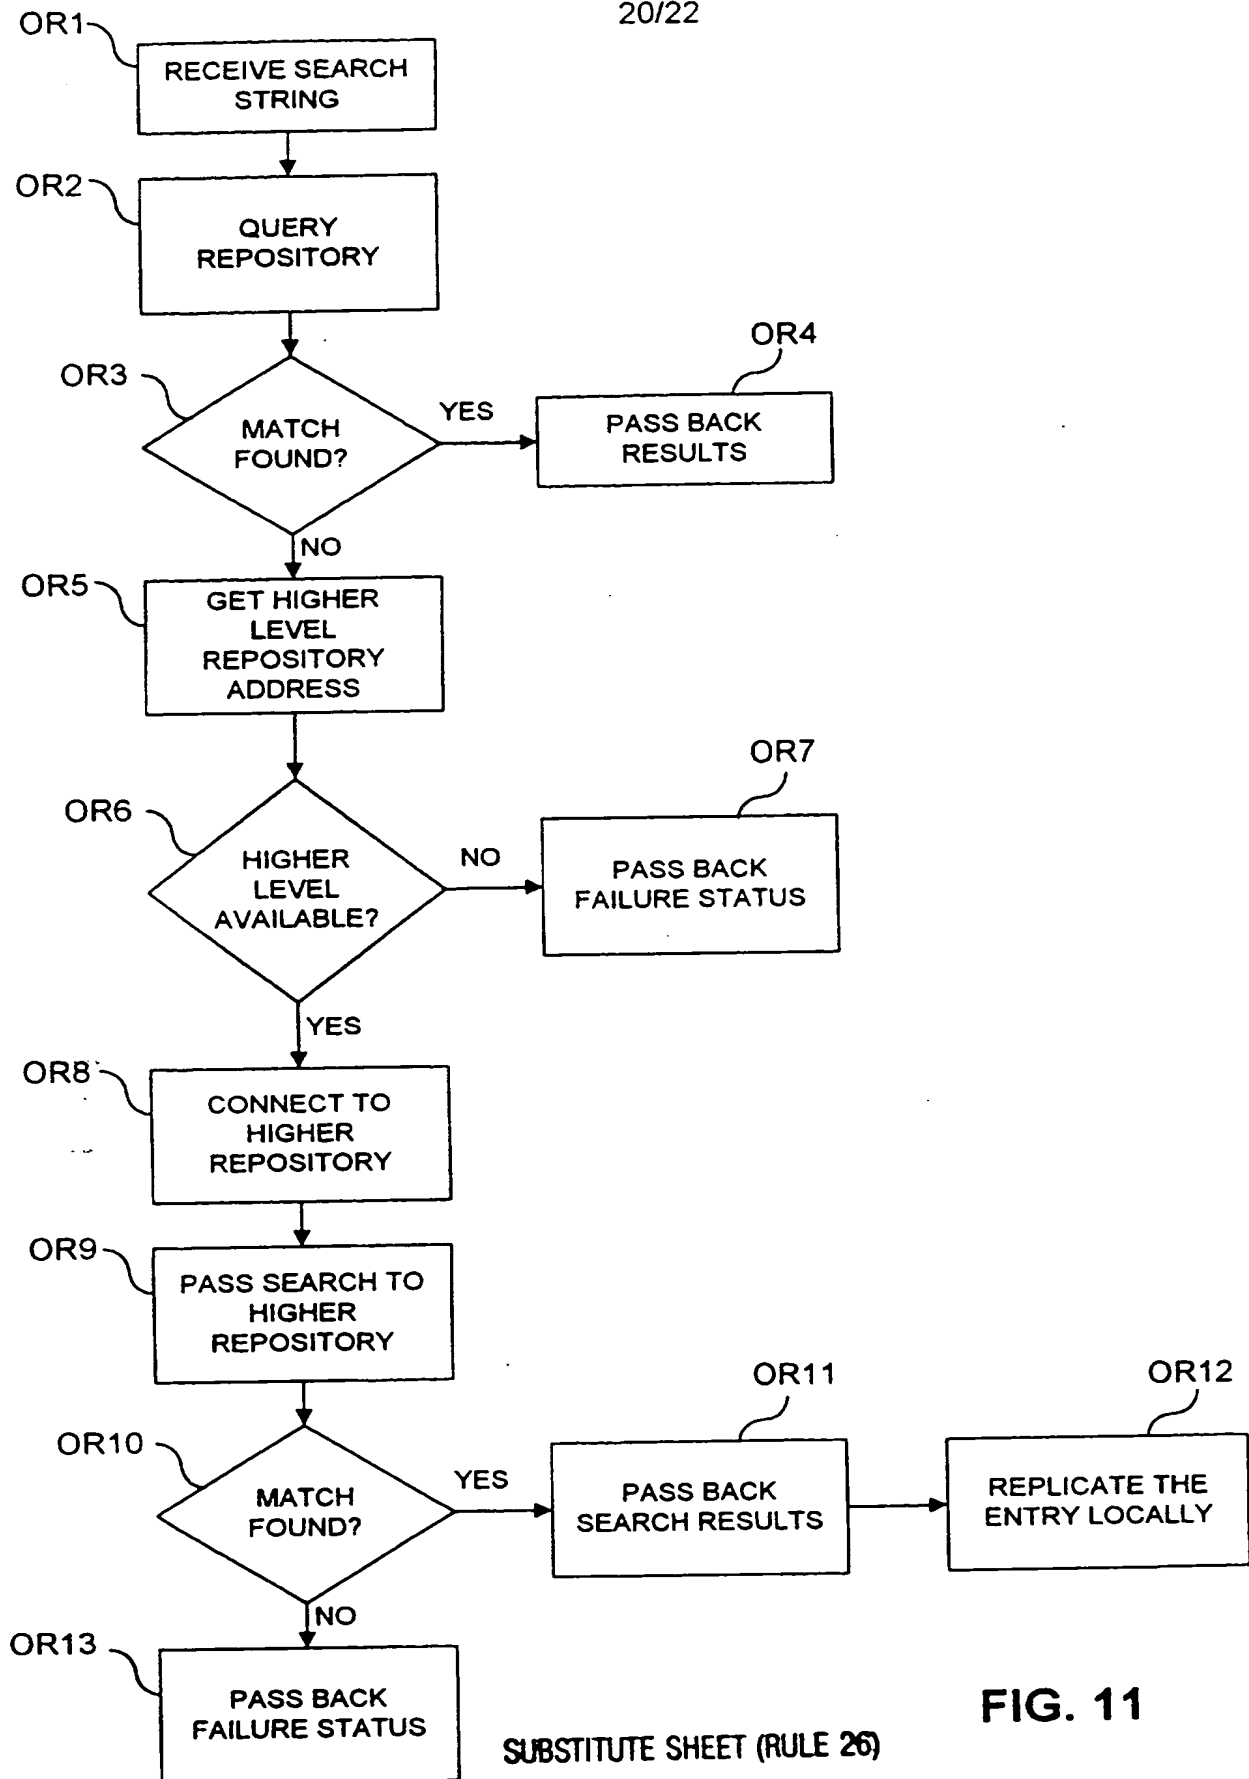 20/22
OR1
RECEIVE SEARCH
STRING
OR2
QUERY
REPOSITORY
OR3
MATCH
FOUND?
YES
OR4
PASS BACK
RESULTS
NO
OR5
GET HIGHER
LEVEL
REPOSITORY
ADDRESS
OR6
HIGHER
LEVEL
AVAILABLE?
NO
OR7
PASS BACK
FAILURE STATUS
YES
OR8
CONNECT TO
HIGHER
REPOSITORY
OR9
PASS SEARCH TO
HIGHER
REPOSITORY
OR10
MATCH
FOUND?
YES
OR11
PASS BACK
SEARCH RESULTS
OR12
REPLICATE THE
ENTRY LOCALLY
NO
OR13
PASS BACK
FAILURE STATUS
FIG. 11
SUBSTITUTE SHEET (RULE 26)